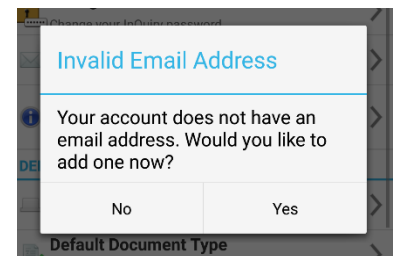 Change your InQuiry password
Invalid Email Address
Your account does not have an
email address. Would you like to
add one now?
DE
No
Yes
Default Document Type